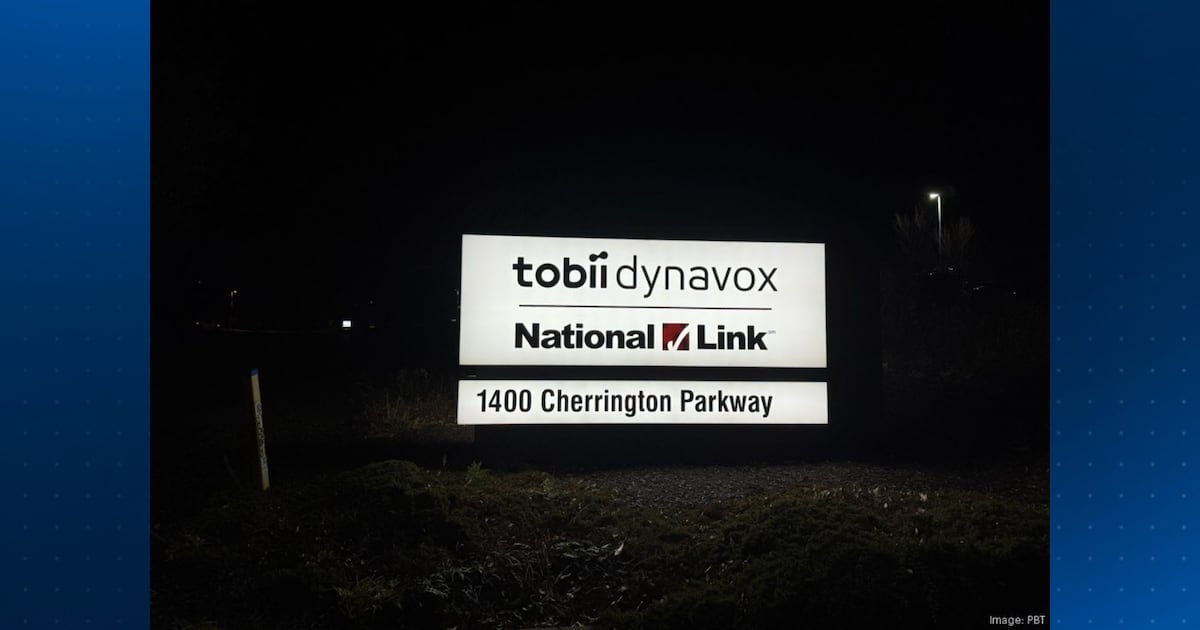 tobii dynavox
National Link
1400 Cherrington Parkway
Image: PBT